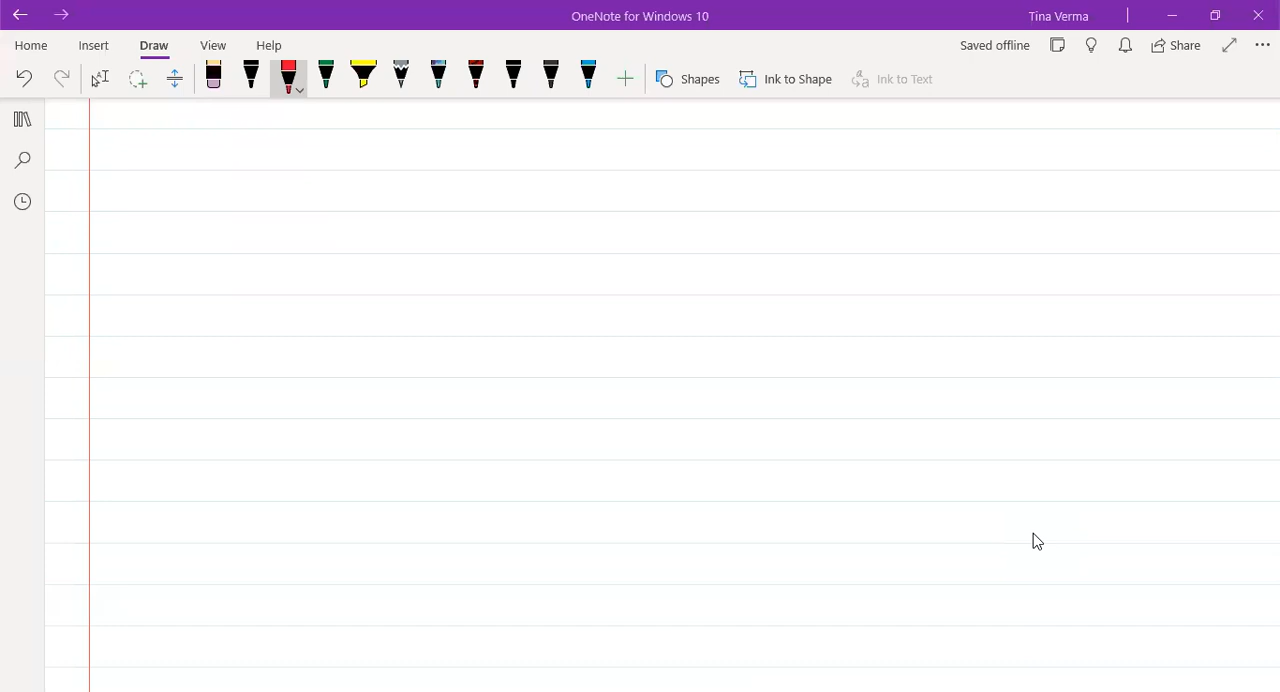 OneNote for Windows 10
Tina Verma
Home Insert Draw View Help
Saved offline
Share
Shapes
Ink to Shape
Ink to Text